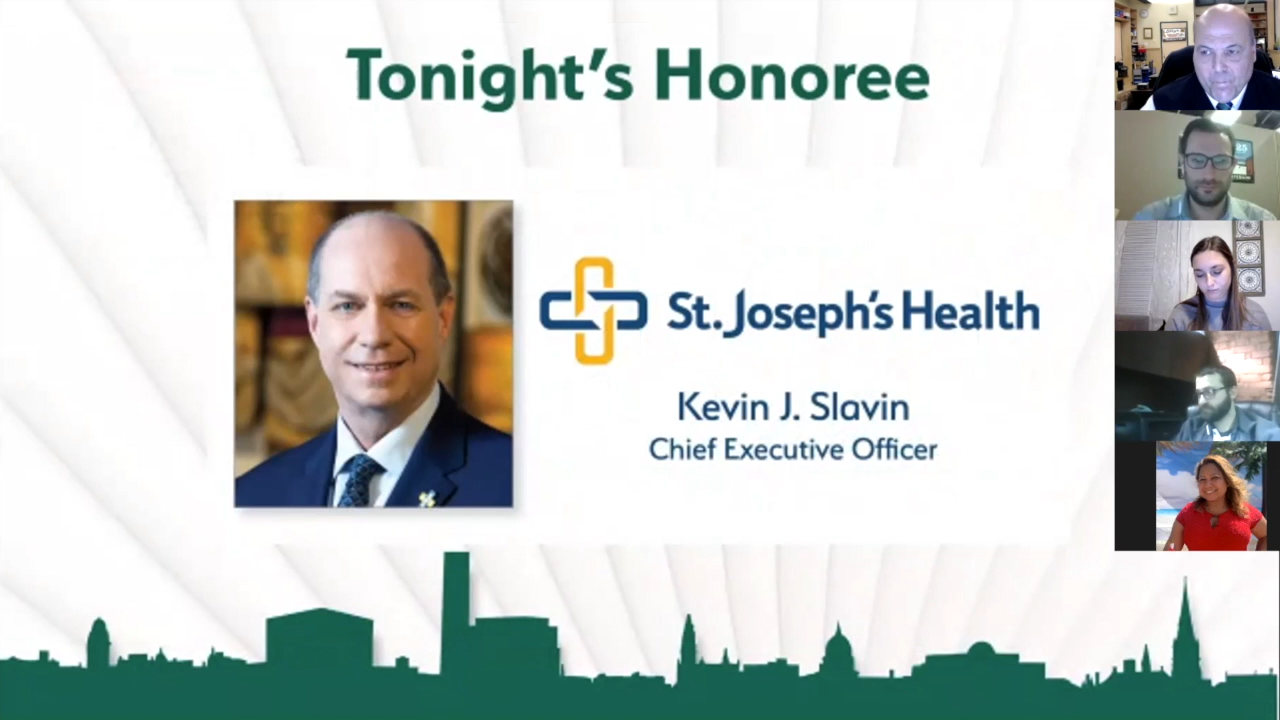 Tonight's Honoree
St. Joseph's Health
Kevin J. Slavin
Chief Executive Officer